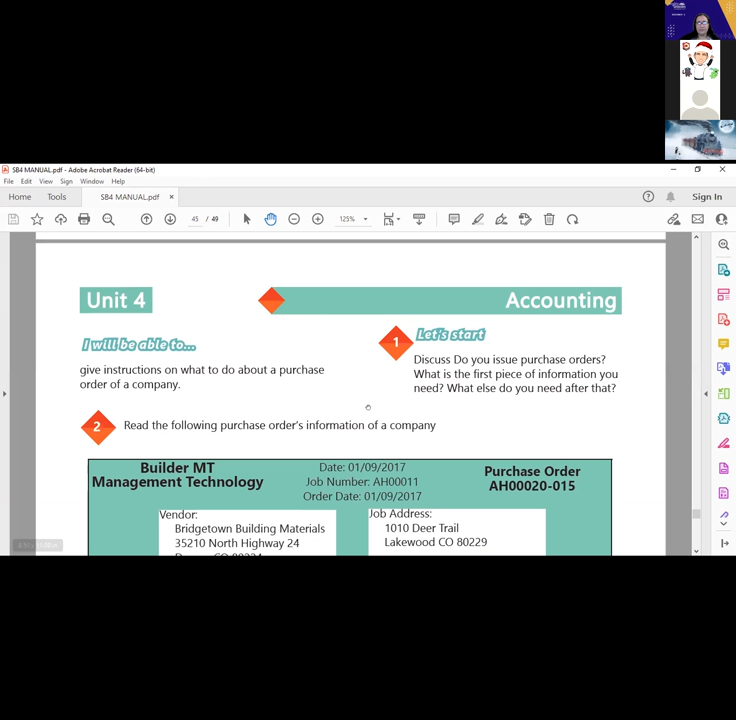 SB4 MANUAL.pdf - Adobe Acrobat Reader (64-bit)
File Edit View Sign Window Help
Home Tools SB4 MANUAL.pdf × Sign In
45 / 49 125%
Unit 4 Accounting
I will be able to...
give instructions on what to do about a purchase
order of a company.
1 Let's start
Discuss Do you issue purchase orders?
What is the first piece of information you
need? What else do you need after that?
2 Read the following purchase order's information of a company
Builder MT
Management Technology
Date: 01/09/2017
Job Number: AH00011
Order Date: 01/09/2017
Purchase Order
AH00020-015
Vendor:
Bridgetown Building Materials
35210 North Highway 24
Job Address:
1010 Deer Trail
Lakewood CO 80229